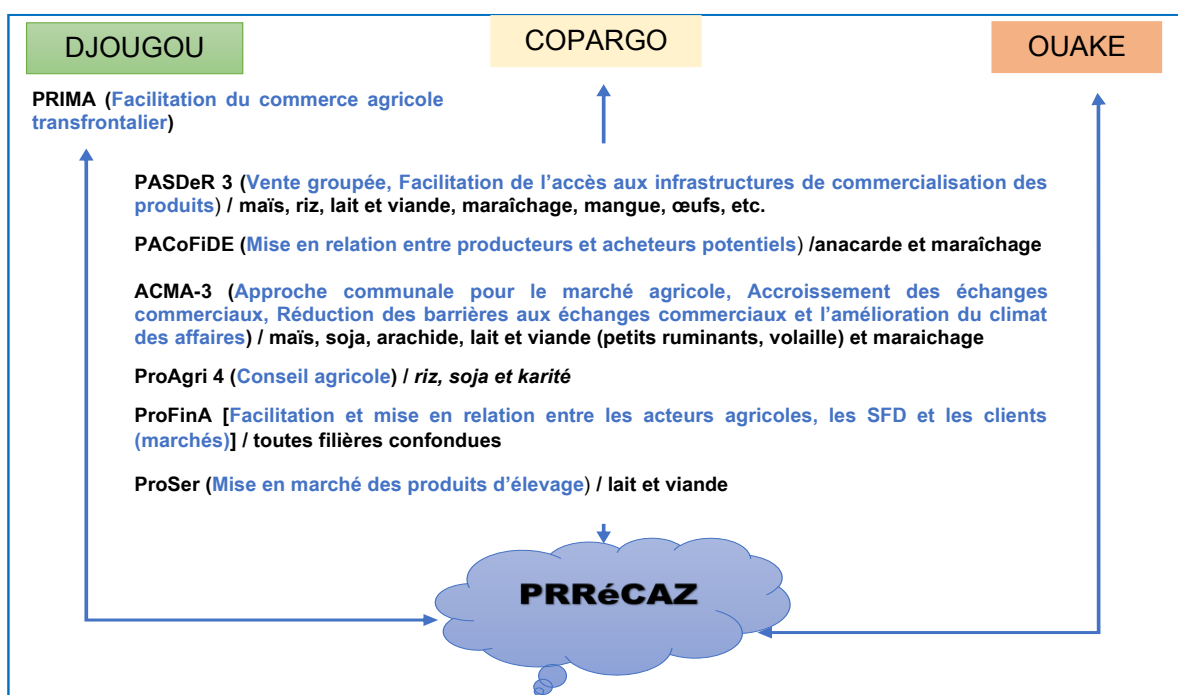 DJOUGOU
COPARGO
OUAKE
PRIMA (Facilitation du commerce agricole
transfrontalier)
PASDeR 3 (Vente groupée, Facilitation de l’accès aux infrastructures de commercialisation des
produits) / maïs, riz, lait et viande, maraîchage, mangue, œufs, etc.
PACoFiDE (Mise en relation entre producteurs et acheteurs potentiels) /anacarde et maraîchage
ACMA-3 (Approche communale pour le marché agricole, Accroissement des échanges
commerciaux, Réduction des barrières aux échanges commerciaux et l’amélioration du climat
des affaires) / maïs, soja, arachide, lait et viande (petits ruminants, volaille) et maraichage
ProAgri 4 (Conseil agricole) / riz, soja et karité
ProFinA [Facilitation et mise en relation entre les acteurs agricoles, les SFD et les clients
(marchés)] / toutes filières confondues
ProSer (Mise en marché des produits d’élevage) / lait et viande
PRRéCAZ